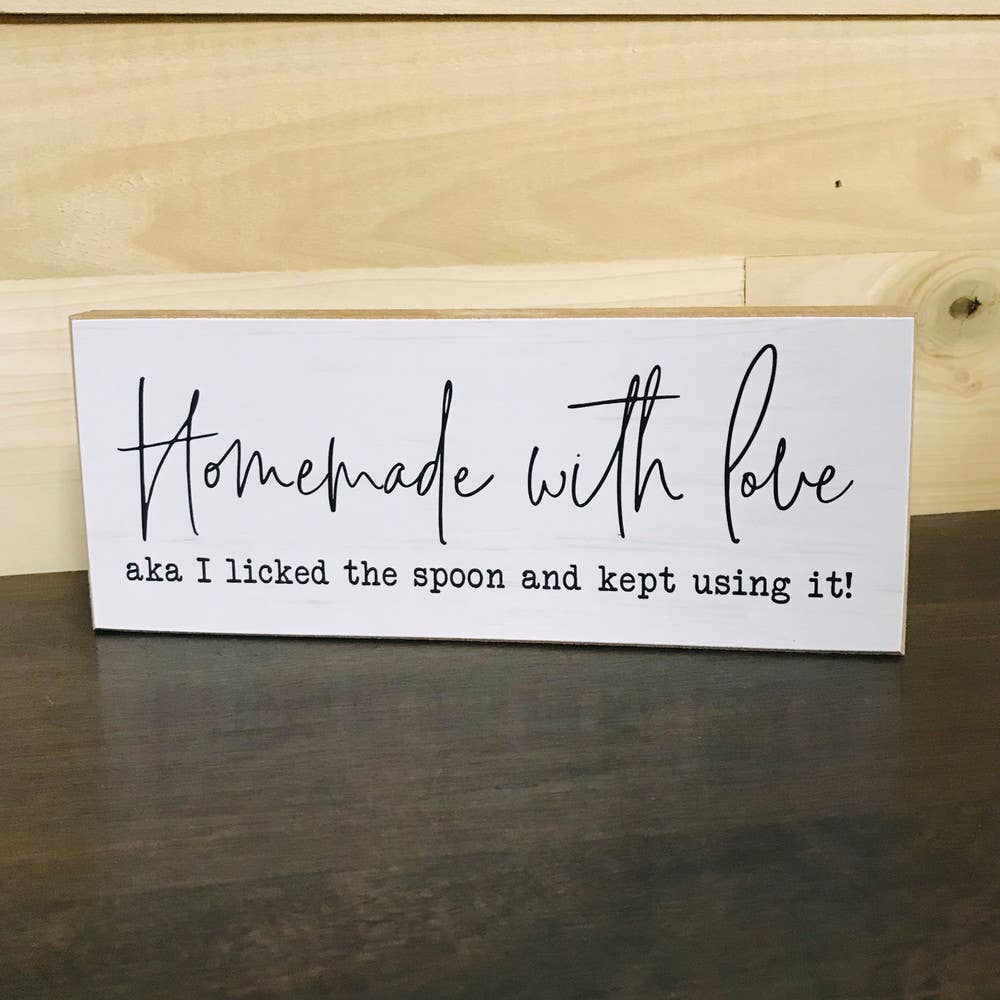 Homemade with love
aka I licked the spoon and kept using it!